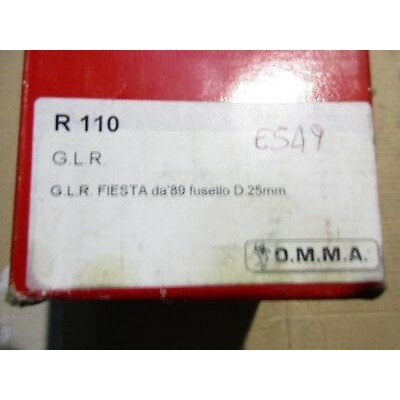 R 110
E549
G.L.R.
G.L.R. FIESTA da'89 fusello D.25mm
O.M.M.A.